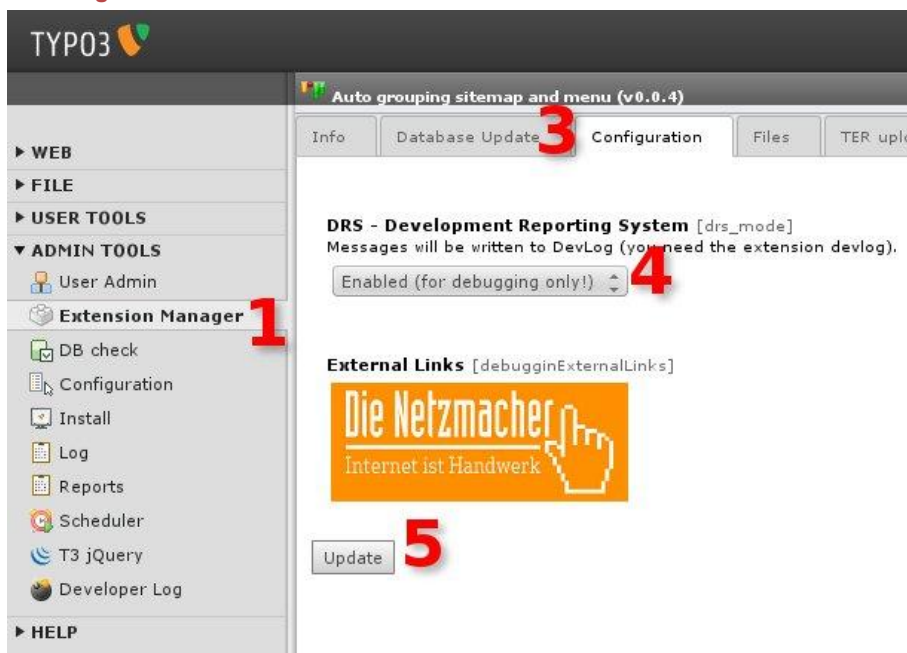 TYPO3
Auto grouping sitemap and menu (v0.0.4)
Info Database Update 3 Configuration Files TER uplo
WEB
FILE
USER TOOLS
ADMIN TOOLS
User Admin
Extension Manager 1
DB check
Configuration
Install
Log
Reports
Scheduler
T3 jQuery
Developer Log
HELP
DRS - Development Reporting System [drs_mode]
Messages will be written to DevLog (you need the extension devlog).
Enabled (for debugging only!) 4
External Links [debugginExternalLinks]
Die Netzmacher
Internet ist Handwerk
Update 5